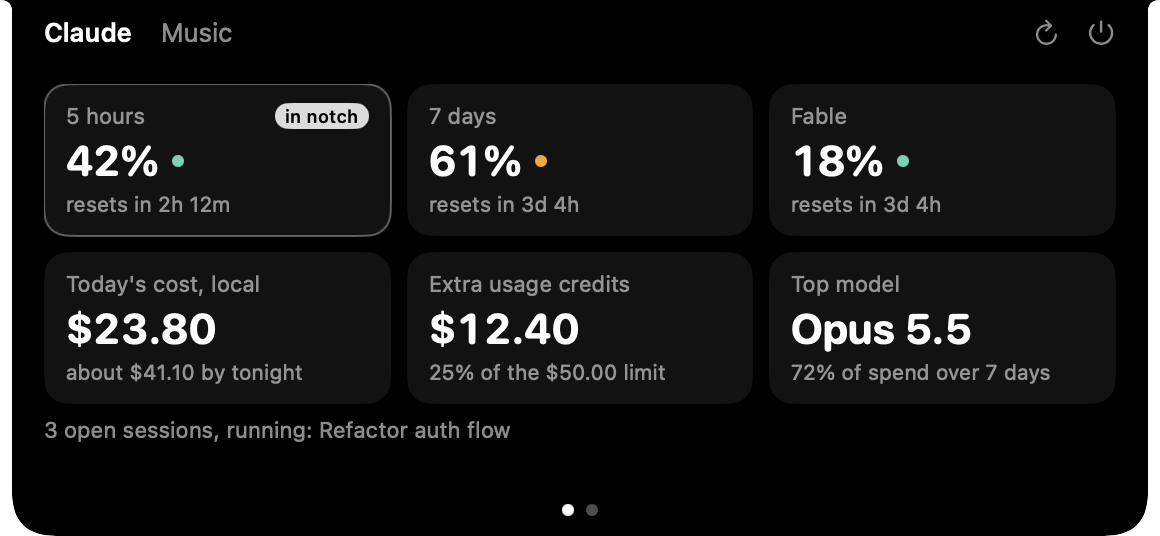 Claude Music
5 hours in notch
42%
resets in 2h 12m
7 days
61%
resets in 3d 4h
Fable
18%
resets in 3d 4h
Today's cost, local
$23.80
about $41.10 by tonight
Extra usage credits
$12.40
25% of the $50.00 limit
Top model
Opus 5.5
72% of spend over 7 days
3 open sessions, running: Refactor auth flow